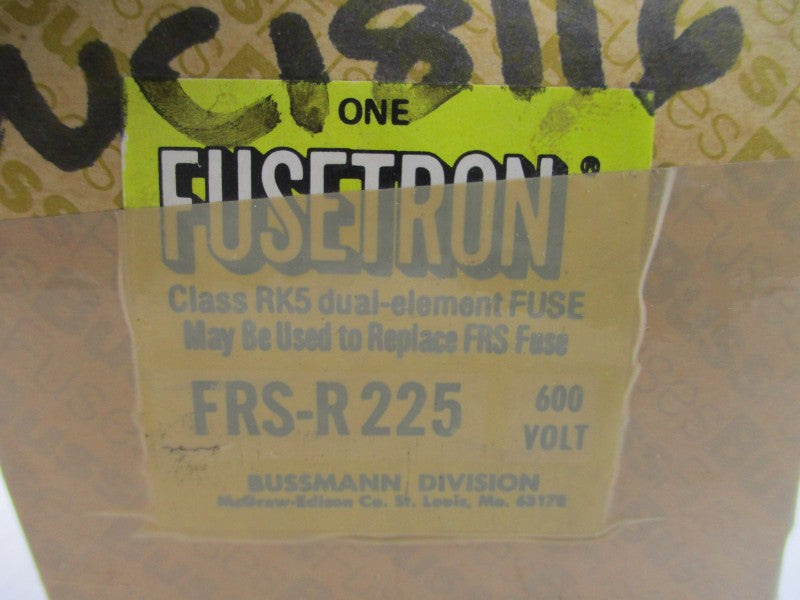 NC18116
ONE
FUSETRON®
Class RK5 dual-element FUSE
May Be Used to Replace FRS Fuse
FRS-R 225
600
VOLT
BUSSMANN DIVISION
McGraw-Edison Co. St. Louis, Mo. 63178